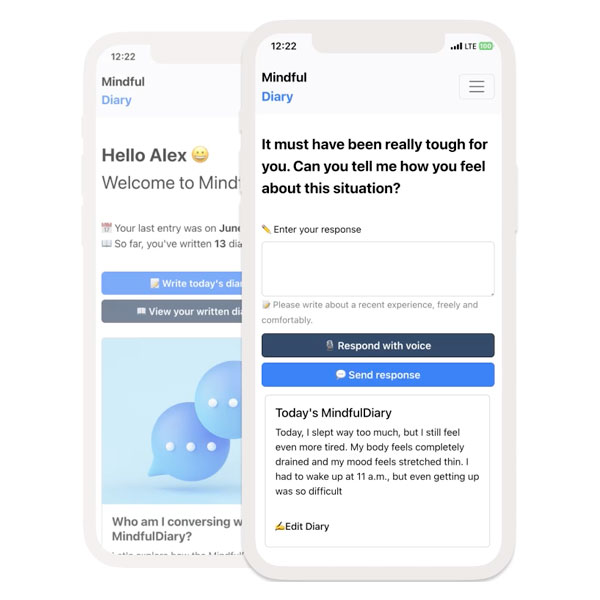 12:22
Mindful
Diary
Hello Alex 😀
Welcome to Mind
📅 Your last entry was on June
📖 So far, you've written 13 dia
📝 Write today's diar
📖 View your written dia
Who am I conversing w
MindfulDiary?
12:22
LTE 100
Mindful
Diary
It must have been really tough for
you. Can you tell me how you feel
about this situation?
✏️ Enter your response
📝 Please write about a recent experience, freely and
comfortably.
🎙️ Respond with voice
💬 Send response
Today's MindfulDiary
Today, I slept way too much, but I still feel
even more tired. My body feels completely
drained and my mood feels stretched thin. I
had to wake up at 11 a.m., but even getting up
was so difficult
✍️Edit Diary